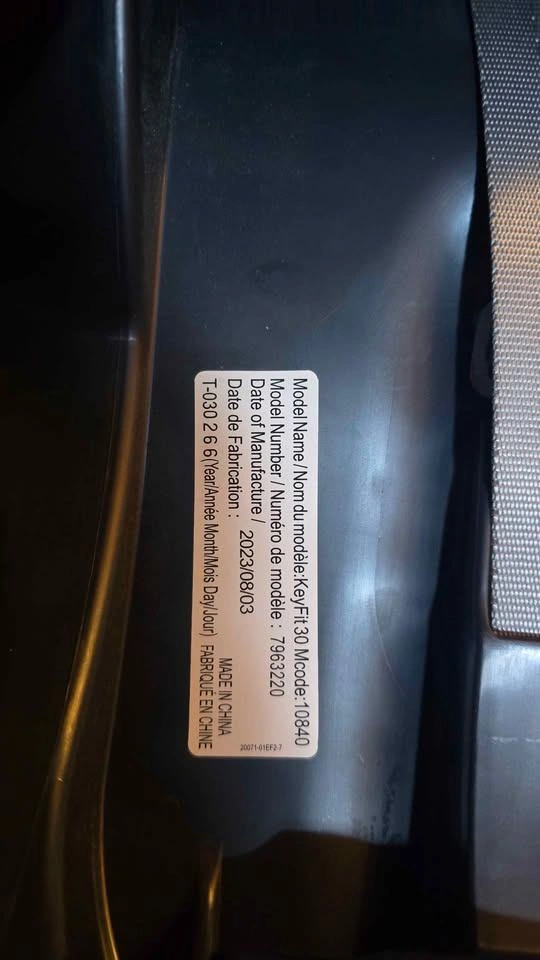 Model Name / Nom du modèle:KeyFit 30 Mcode:10840
Model Number / Numéro de modèle : 7963220
Date of Manufacture /
Date de Fabrication : 2023/08/03
T-030 2 6 6(Year/Année Month/Mois Day/Jour)
MADE IN CHINA
FABRIQUÉ EN CHINE
20071-01EF2-7